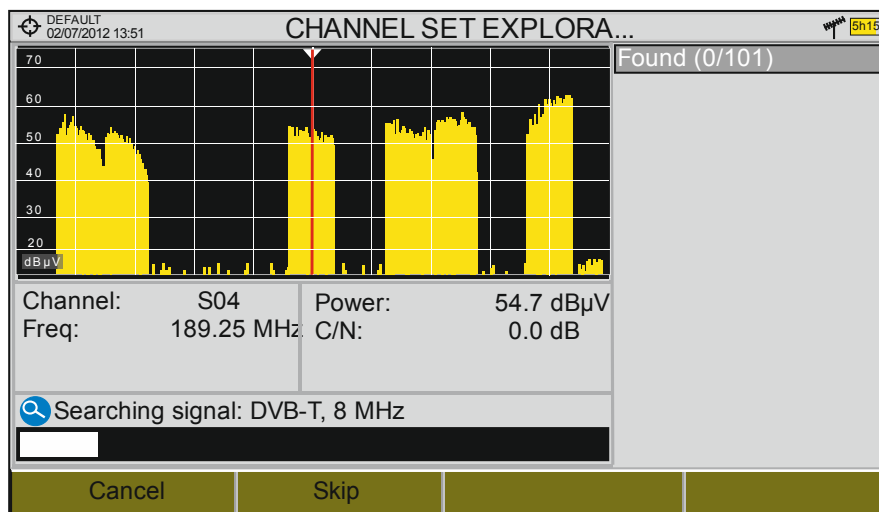 DEFAULT
02/07/2012 13:51
CHANNEL SET EXPLORA...
5h15
70
60
50
40
30
20
dBµV
Found (0/101)
Channel: S04
Freq: 189.25 MHz
Power: 54.7 dBµV
C/N: 0.0 dB
Searching signal: DVB-T, 8 MHz
Cancel Skip